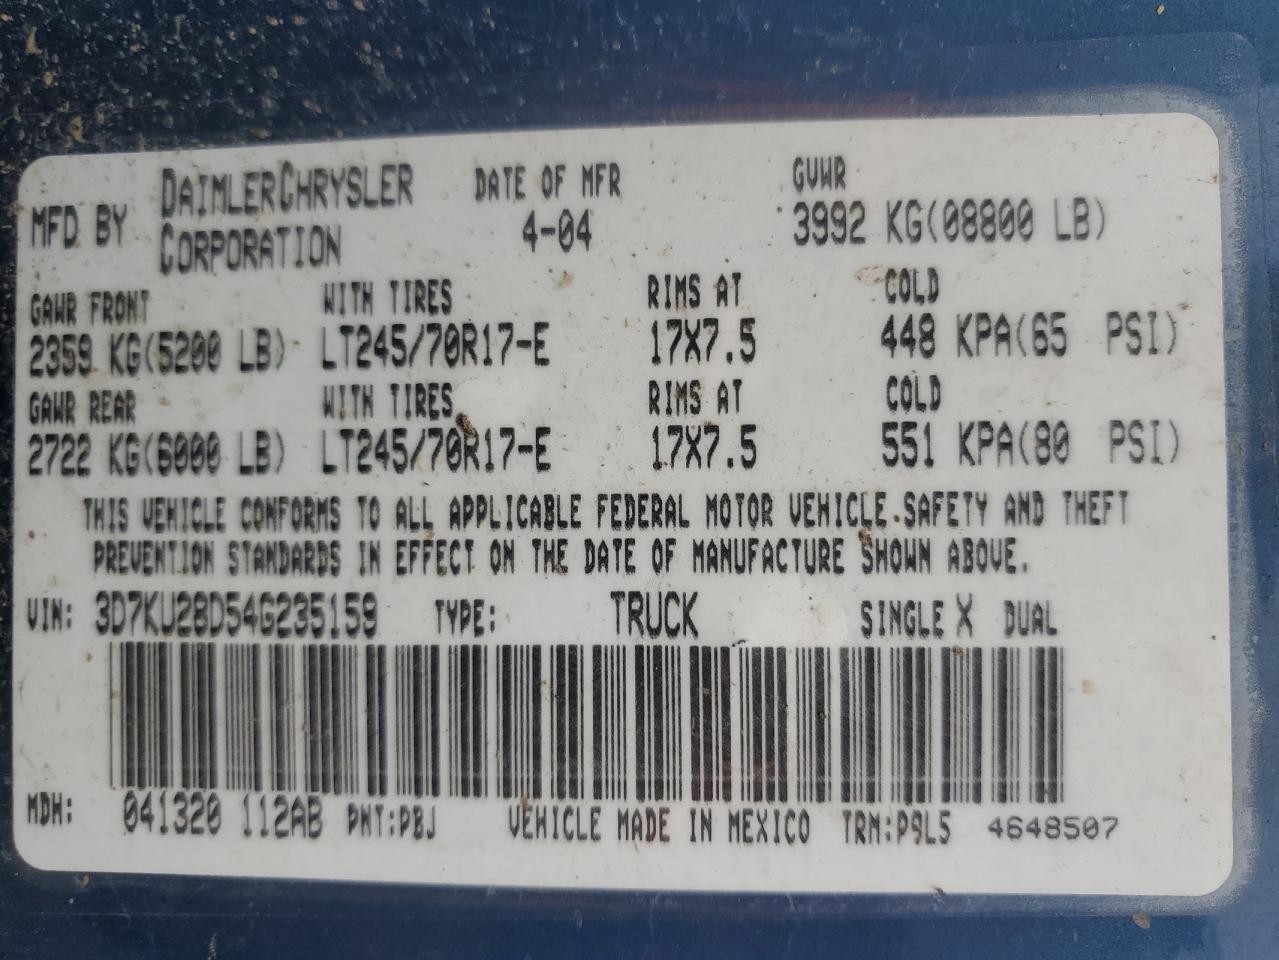 MFD BY DAIMLERCHRYSLER CORPORATION DATE OF MFR 4-04 GVWR 3992 KG(08800 LB)
GAWR FRONT WITH TIRES RIMS AT COLD
2359 KG(5200 LB) LT245/70R17-E 17X7.5 448 KPA(65 PSI)
GAWR REAR WITH TIRES RIMS AT COLD
2722 KG(6000 LB) LT245/70R17-E 17X7.5 551 KPA(80 PSI)
THIS VEHICLE CONFORMS TO ALL APPLICABLE FEDERAL MOTOR VEHICLE SAFETY AND THEFT
PREVENTION STANDARDS IN EFFECT ON THE DATE OF MANUFACTURE SHOWN ABOVE.
VIN: 3D7KU28D54G235159 TYPE: TRUCK SINGLE X DUAL
MDH: 041320 112AB PNT:PBJ VEHICLE MADE IN MEXICO TRM:P9L5 4648507